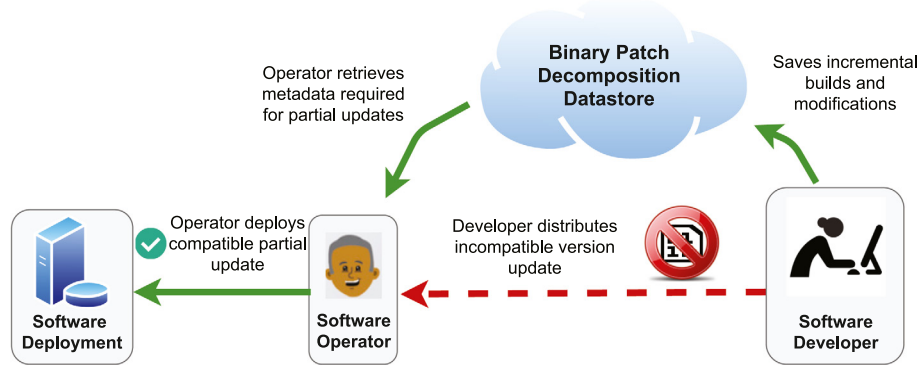 Binary Patch
Decomposition
Datastore
Saves incremental
builds and
modifications
Operator retrieves
metadata required
for partial updates
Operator deploys
compatible partial
update
Developer distributes
incompatible version
update
Software
Deployment
Software
Operator
Software
Developer